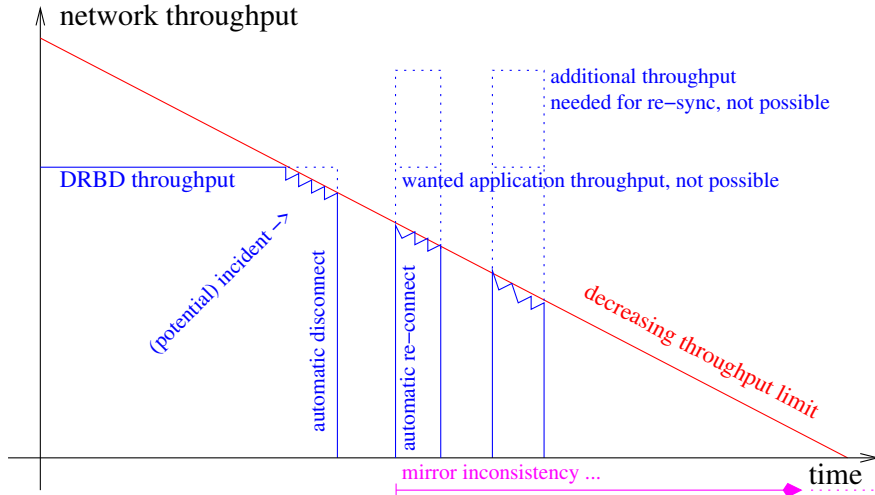 network throughput
additional throughput
needed for re-sync, not possible
DRBD throughput
wanted application throughput, not possible
(potential) incident ->
automatic disconnect
automatic re-connect
decreasing throughput limit
mirror inconsistency ...
time